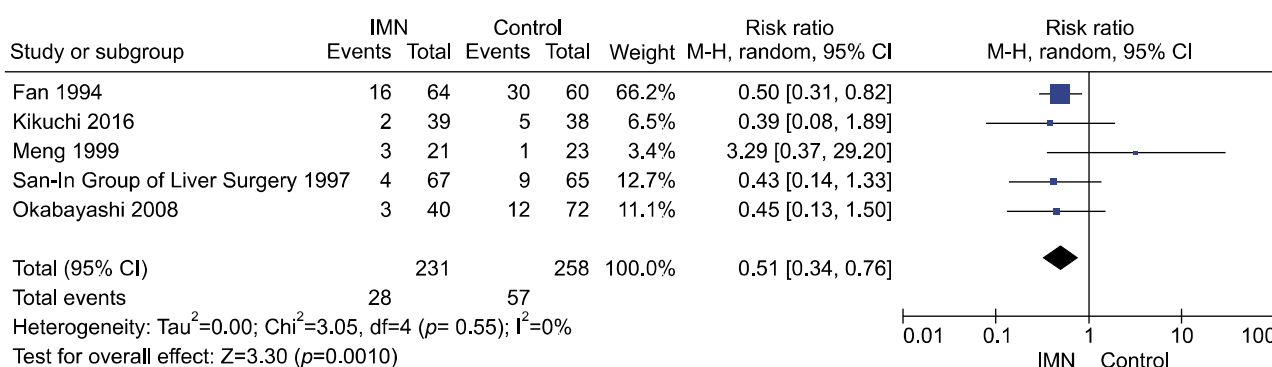 IMN Control Risk ratio Risk ratio
Study or subgroup Events Total Events Total Weight M-H, random, 95% CI M-H, random, 95% CI
Fan 1994 16 64 30 60 66.2% 0.50 [0.31, 0.82]
Kikuchi 2016 2 39 5 38 6.5% 0.39 [0.08, 1.89]
Meng 1999 3 21 1 23 3.4% 3.29 [0.37, 29.20]
San-In Group of Liver Surgery 1997 4 67 9 65 12.7% 0.43 [0.14, 1.33]
Okabayashi 2008 3 40 12 72 11.1% 0.45 [0.13, 1.50]
Total (95% CI) 231 258 100.0% 0.51 [0.34, 0.76]
Total events 28 57
Heterogeneity: Tau²=0.00; Chi²=3.05, df=4 (p= 0.55); I²=0%
Test for overall effect: Z=3.30 (p=0.0010)
0.01 0.1 1 10 100
IMN Control